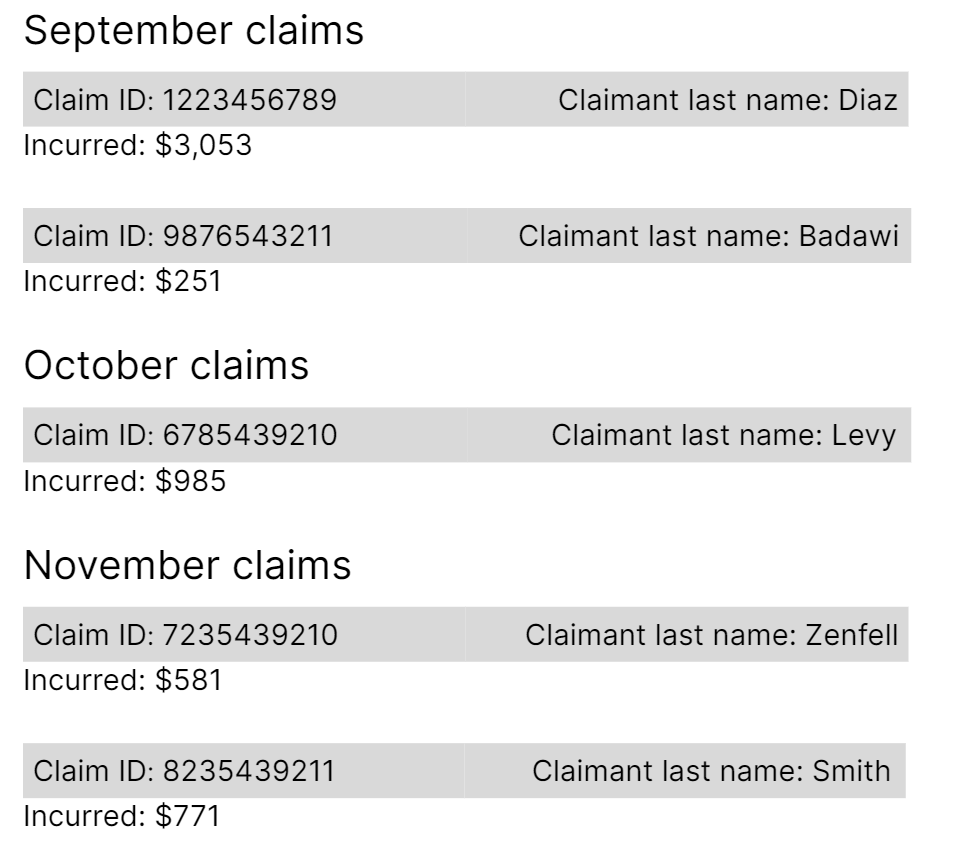 September claims
Claim ID: 1223456789 Claimant last name: Diaz
Incurred: $3,053
Claim ID: 9876543211 Claimant last name: Badawi
Incurred: $251
October claims
Claim ID: 6785439210 Claimant last name: Levy
Incurred: $985
November claims
Claim ID: 7235439210 Claimant last name: Zenfell
Incurred: $581
Claim ID: 8235439211 Claimant last name: Smith
Incurred: $771